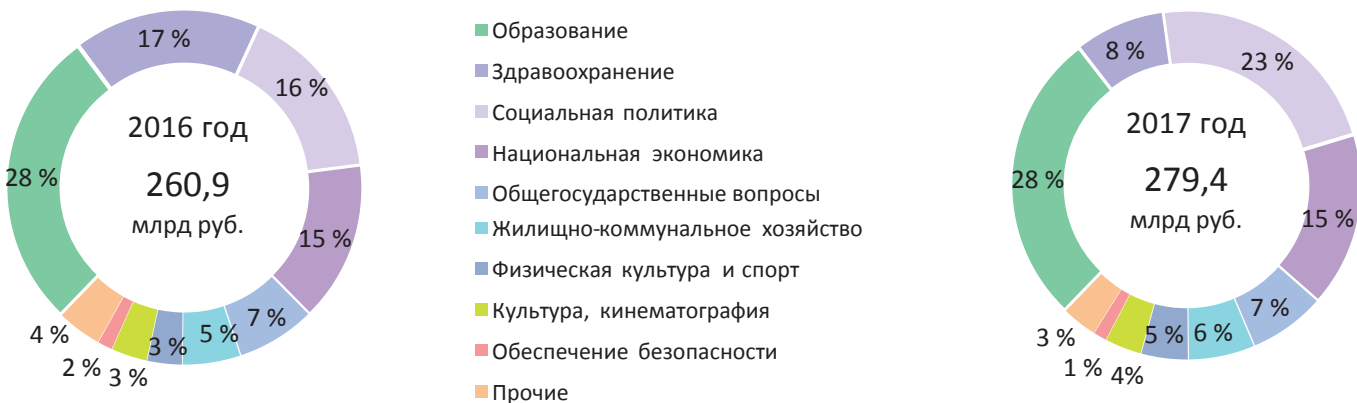 17 %
16 %
15 %
7 %
5 %
3 %
3 %
2 %
4 %
28 %
2016 год
260,9
млрд руб.
Образование
Здравоохранение
Социальная политика
Национальная экономика
Общегосударственные вопросы
Жилищно-коммунальное хозяйство
Физическая культура и спорт
Культура, кинематография
Обеспечение безопасности
Прочие
8 %
23 %
15 %
7 %
6 %
5 %
4%
1 %
3 %
28 %
2017 год
279,4
млрд руб.